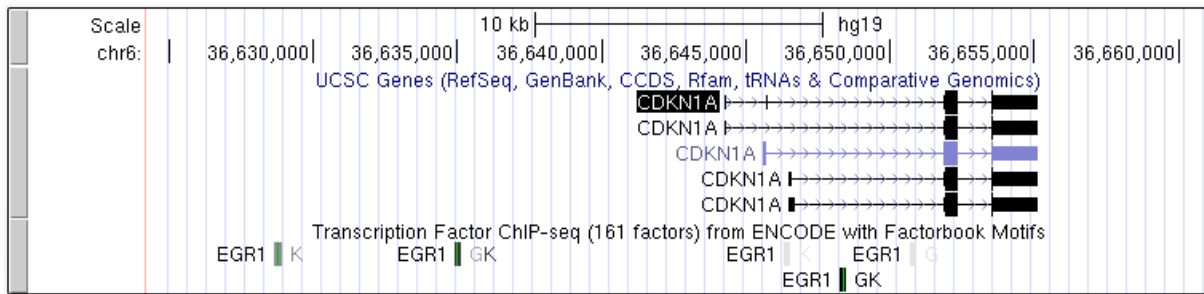 Scale 10 kb hg19
chr6: 36,630,000 36,635,000 36,640,000 36,645,000 36,650,000 36,655,000 36,660,000
UCSC Genes (RefSeq, GenBank, CCDS, Rfam, tRNAs & Comparative Genomics)
CDKN1A
CDKN1A
CDKN1A
CDKN1A
CDKN1A
Transcription Factor ChIP-seq (161 factors) from ENCODE with Factorbook Motifs
EGR1 K EGR1 GK EGR1 K EGR1 G
EGR1 GK